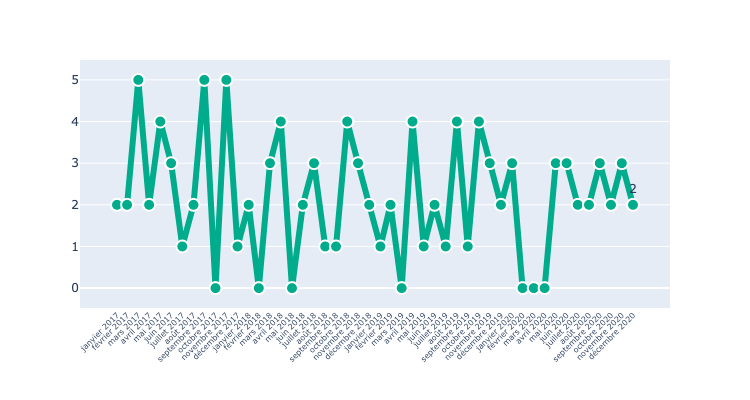 5
4
3
2
1
0
2
janvier 2017
février 2017
mars 2017
avril 2017
mai 2017
juin 2017
juillet 2017
août 2017
septembre 2017
octobre 2017
novembre 2017
décembre 2017
janvier 2018
février 2018
mars 2018
avril 2018
mai 2018
juin 2018
juillet 2018
août 2018
septembre 2018
octobre 2018
novembre 2018
décembre 2018
janvier 2019
février 2019
mars 2019
avril 2019
mai 2019
juin 2019
juillet 2019
août 2019
septembre 2019
octobre 2019
novembre 2019
décembre 2019
janvier 2020
février 2020
mars 2020
avril 2020
mai 2020
juin 2020
juillet 2020
août 2020
septembre 2020
octobre 2020
novembre 2020
décembre 2020